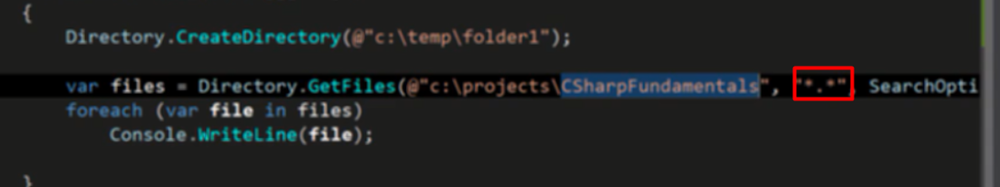 {
Directory.CreateDirectory(@"c:\temp\folder1");
var files = Directory.GetFiles(@"c:\projects\CSharpFundamentals", "*.*", SearchOpti
foreach (var file in files)
Console.WriteLine(file);
}